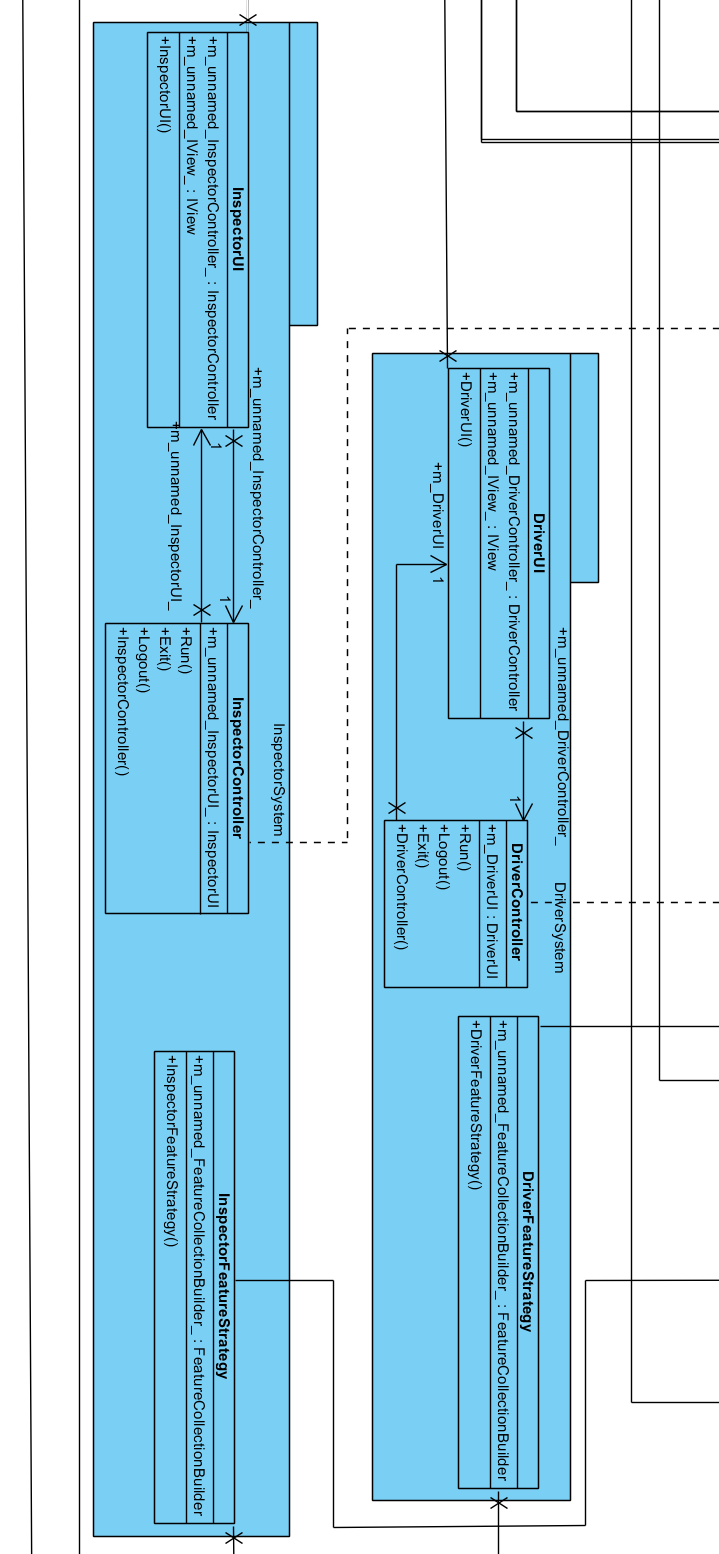 DriverSystem
DriverUI
+m_unnamed_DriverController_ : DriverController
+m_unnamed_IView_ : IView
+DriverUI()
+m_unnamed_DriverController_
1
+m_DriverUI
1
DriverController
+m_DriverUI : DriverUI
+Run()
+Logout()
+Exit()
+DriverController()
DriverFeatureStrategy
+m_unnamed_FeatureCollectionBuilder_ : FeatureCollectionBuilder
+DriverFeatureStrategy()
InspectorSystem
InspectorUI
+m_unnamed_InspectorController_ : InspectorController
+m_unnamed_IView_ : IView
+InspectorUI()
+m_unnamed_InspectorController_
1
+m_unnamed_InspectorUI_
1
InspectorController
+m_unnamed_InspectorUI_ : InspectorUI
+Run()
+Exit()
+Logout()
+InspectorController()
InspectorFeatureStrategy
+m_unnamed_FeatureCollectionBuilder_ : FeatureCollectionBuilder
+InspectorFeatureStrategy()